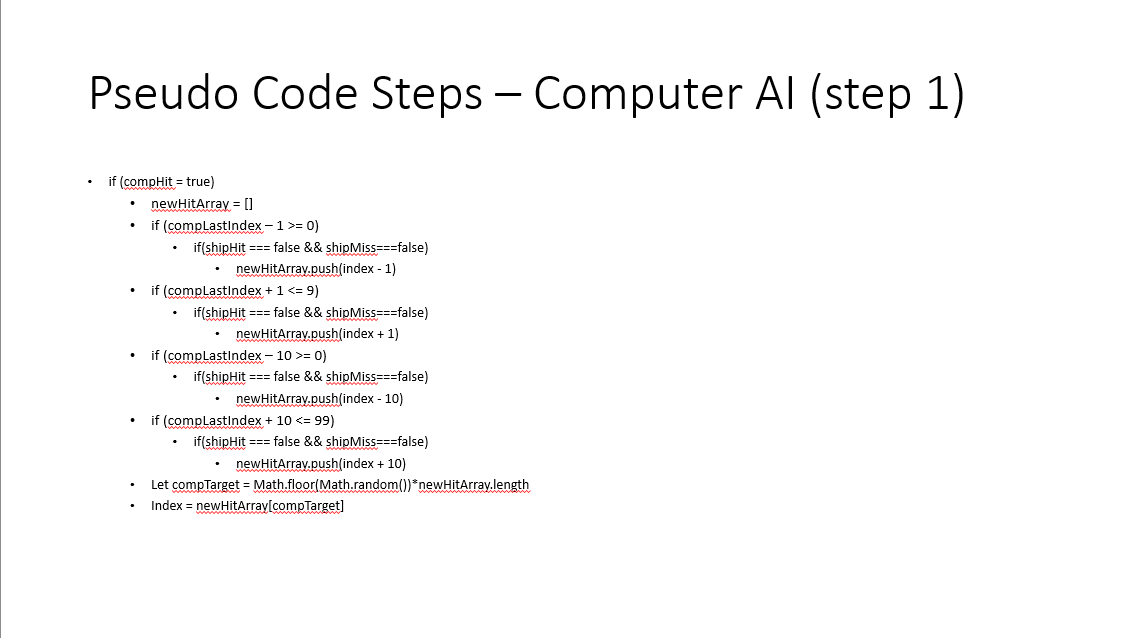 Pseudo Code Steps – Computer AI (step 1)
• if (compHit = true)
• newHitArray = []
• if (compLastIndex – 1 >= 0)
• if(shipHit === false && shipMiss===false)
• newHitArray.push(index - 1)
• if (compLastIndex + 1 <= 9)
• if(shipHit === false && shipMiss===false)
• newHitArray.push(index + 1)
• if (compLastIndex – 10 >= 0)
• if(shipHit === false && shipMiss===false)
• newHitArray.push(index - 10)
• if (compLastIndex + 10 <= 99)
• if(shipHit === false && shipMiss===false)
• newHitArray.push(index + 10)
• Let compTarget = Math.floor(Math.random())*newHitArray.length
• Index = newHitArray[compTarget]